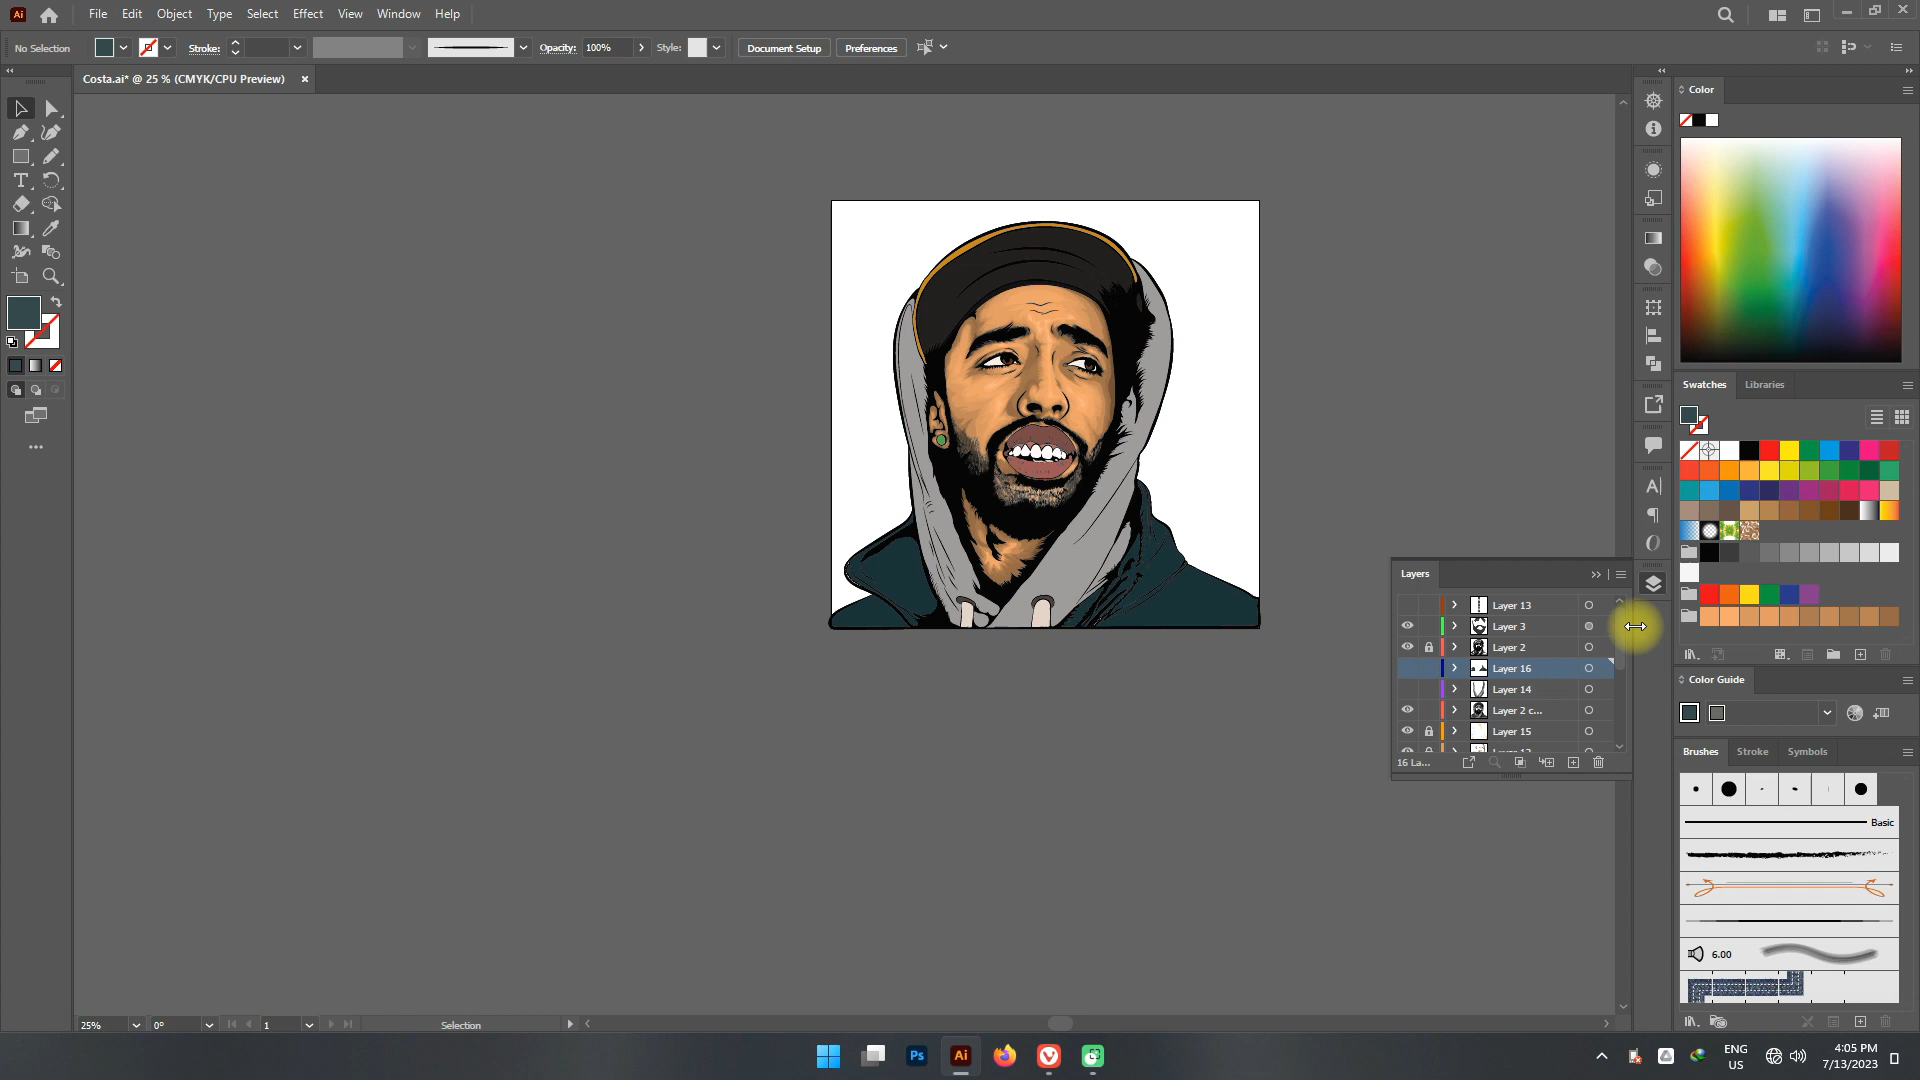 Ai File Edit Object Type Select Effect View Window Help
No Selection Stroke: Opacity: 100% Style: Document Setup Preferences
Costa.ai* @ 25 % (CMYK/CPU Preview) ×
Color
Swatches Libraries
Layers
Layer 13
Layer 3
Layer 2
Layer 16
Layer 14
Layer 2 c...
Layer 15
16 La...
Color Guide
Brushes Stroke Symbols
Basic
6.00
25% 0° 1 Selection
Ps Ai
ENG
US
4:05 PM
7/13/2023